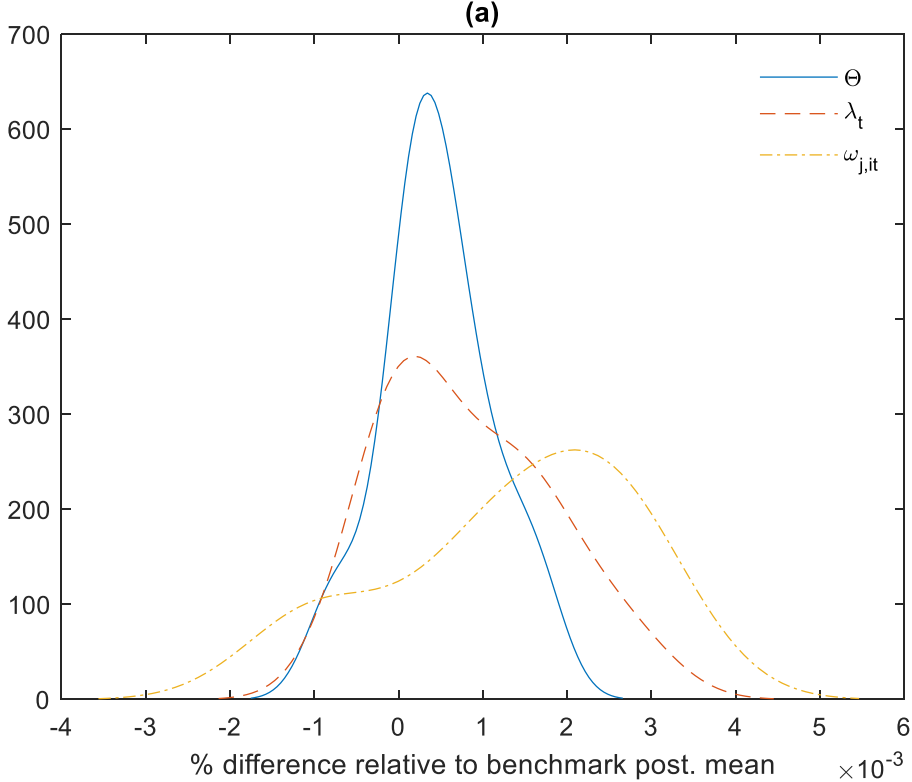 (a)
700
600
500
400
300
200
100
0
Θ
λt
ωj,it
-4 -3 -2 -1 0 1 2 3 4 5 6
% difference relative to benchmark post. mean ×10⁻³